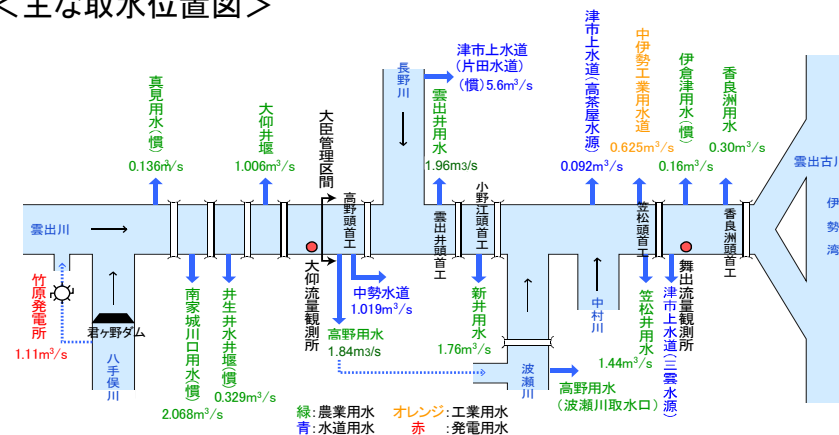 ＜主な取水位置図＞
津市上水道
(片田水道)
(慣)5.6m³/s
長野川
真見用水(慣)
0.136m³/s
大仰井堰
1.006m³/s
大臣管理区間
雲出井用水
1.96m3/s
津市上水道(高茶屋水源)
0.092m³/s
中伊勢工業用水道
0.625m³/s
伊倉津用水(慣)
0.16m³/s
香良洲用水
0.30m³/s
雲出古川
伊勢湾
雲出川
高野頭首工
雲出井頭首工
小野江頭首工
笠松頭首工
香良洲頭首工
竹原発電所
1.11m³/s
君ヶ野ダム
八手俣川
南家城川口用水(慣)
2.068m³/s
井生井水井堰(慣)
0.329m³/s
大仰流量観測所
中勢水道
1.019m³/s
高野用水
1.84m3/s
新井用水
1.76m³/s
波瀬川
中村川
笠松井用水
1.44m³/s
津市上水道(三雲水源)
舞出流量観測所
高野用水
(波瀬川取水口)
緑:農業用水 オレンジ:工業用水
青:水道用水 赤 :発電用水